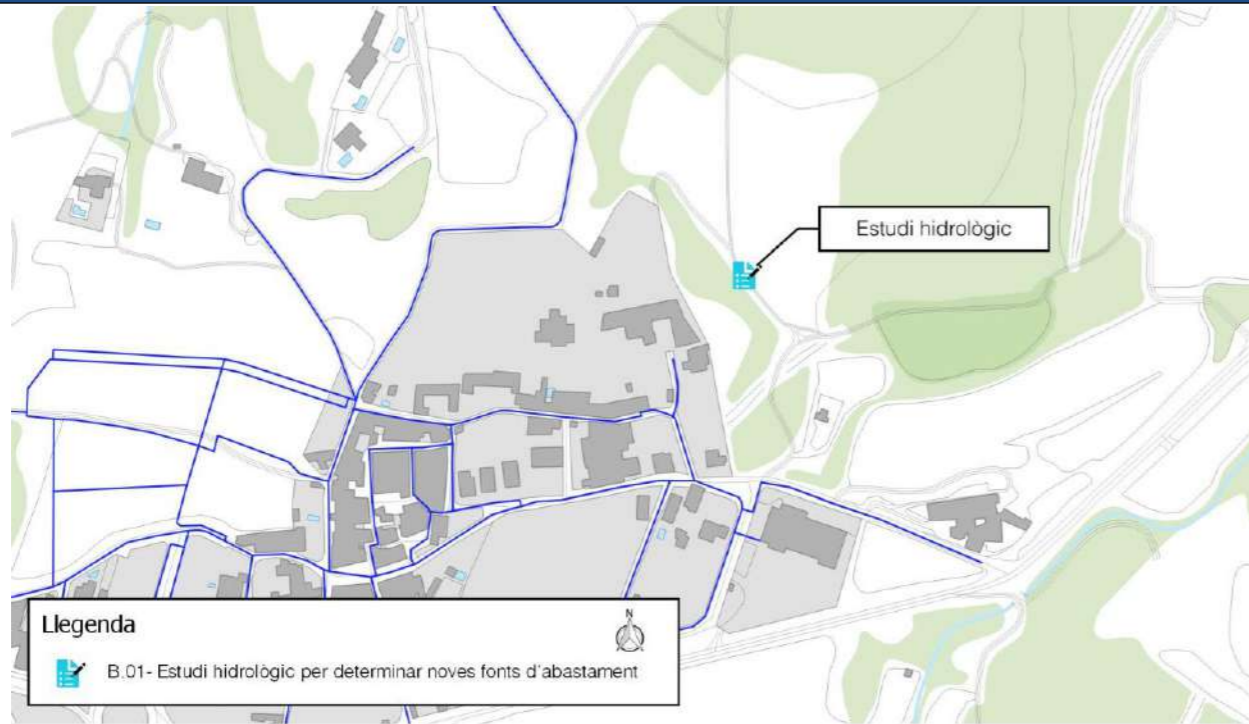 Estudi hidrològic
Llegenda
N
B.01- Estudi hidrològic per determinar noves fonts d'abastament